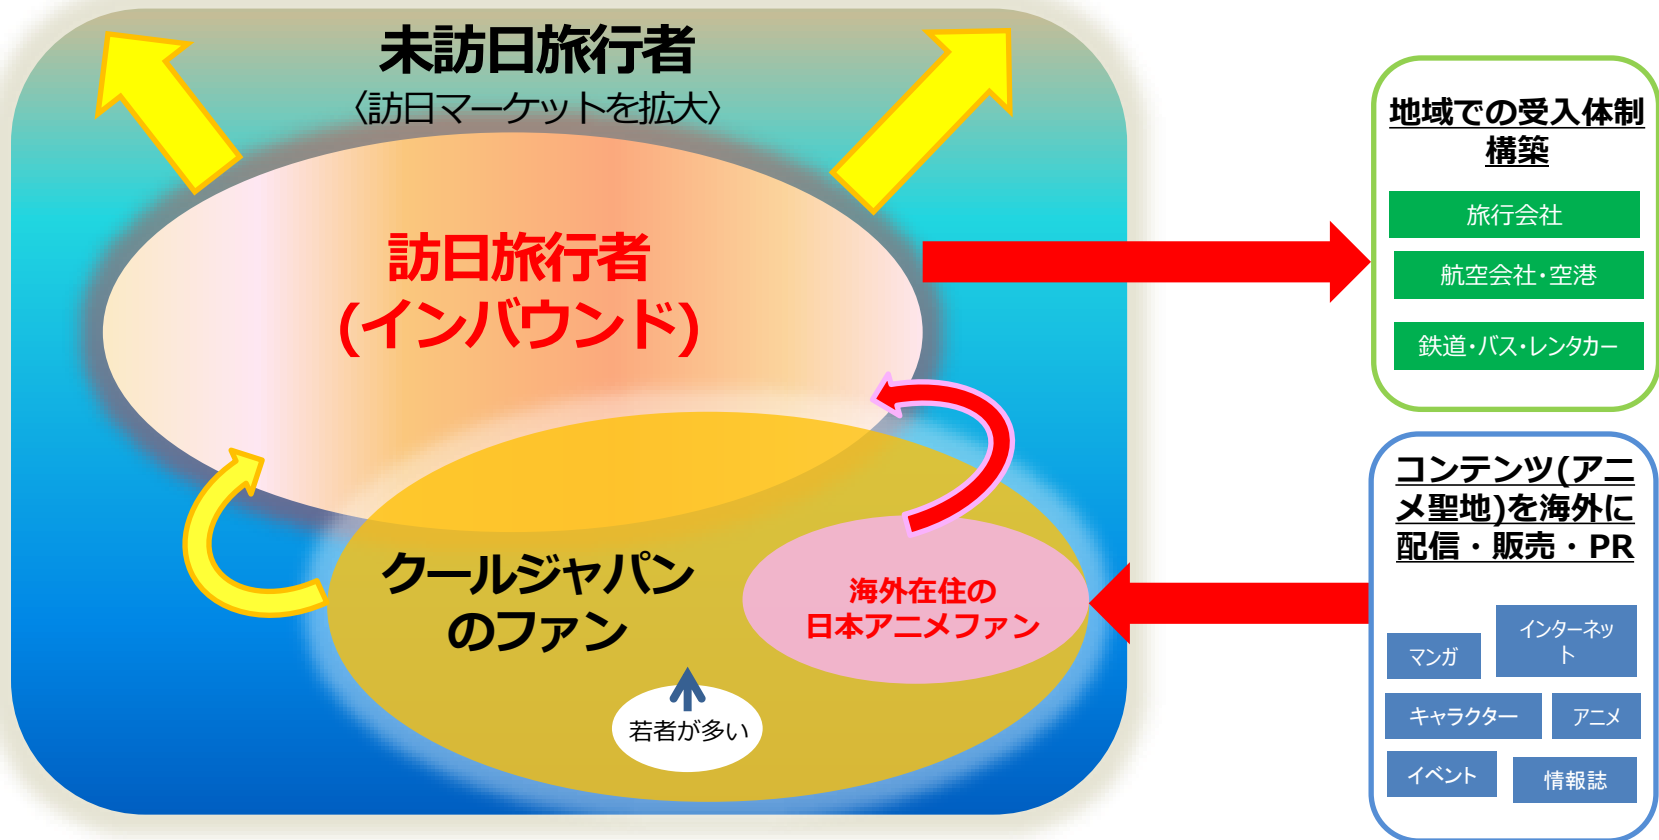 未訪日旅行者
〈訪日マーケットを拡大〉
訪日旅行者
(インバウンド)
クールジャパン
のファン
海外在住の
日本アニメファン
若者が多い
地域での受入体制
構築
旅行会社
航空会社・空港
鉄道・バス・レンタカー
コンテンツ(アニ
メ聖地)を海外に
配信・販売・PR
マンガ
インターネッ
ト
キャラクター
アニメ
イベント
情報誌